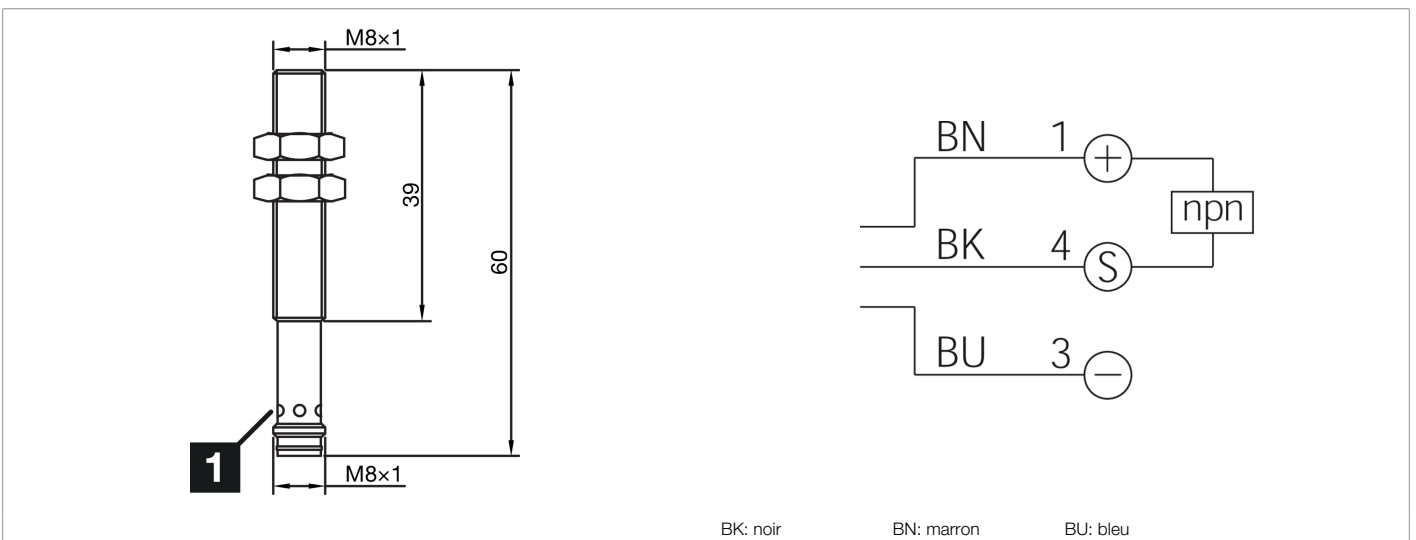 M8×1
39
60
1
M8×1
BN 1 +
npn
BK 4 S
BU 3 −
BK: noir BN: marron BU: bleu